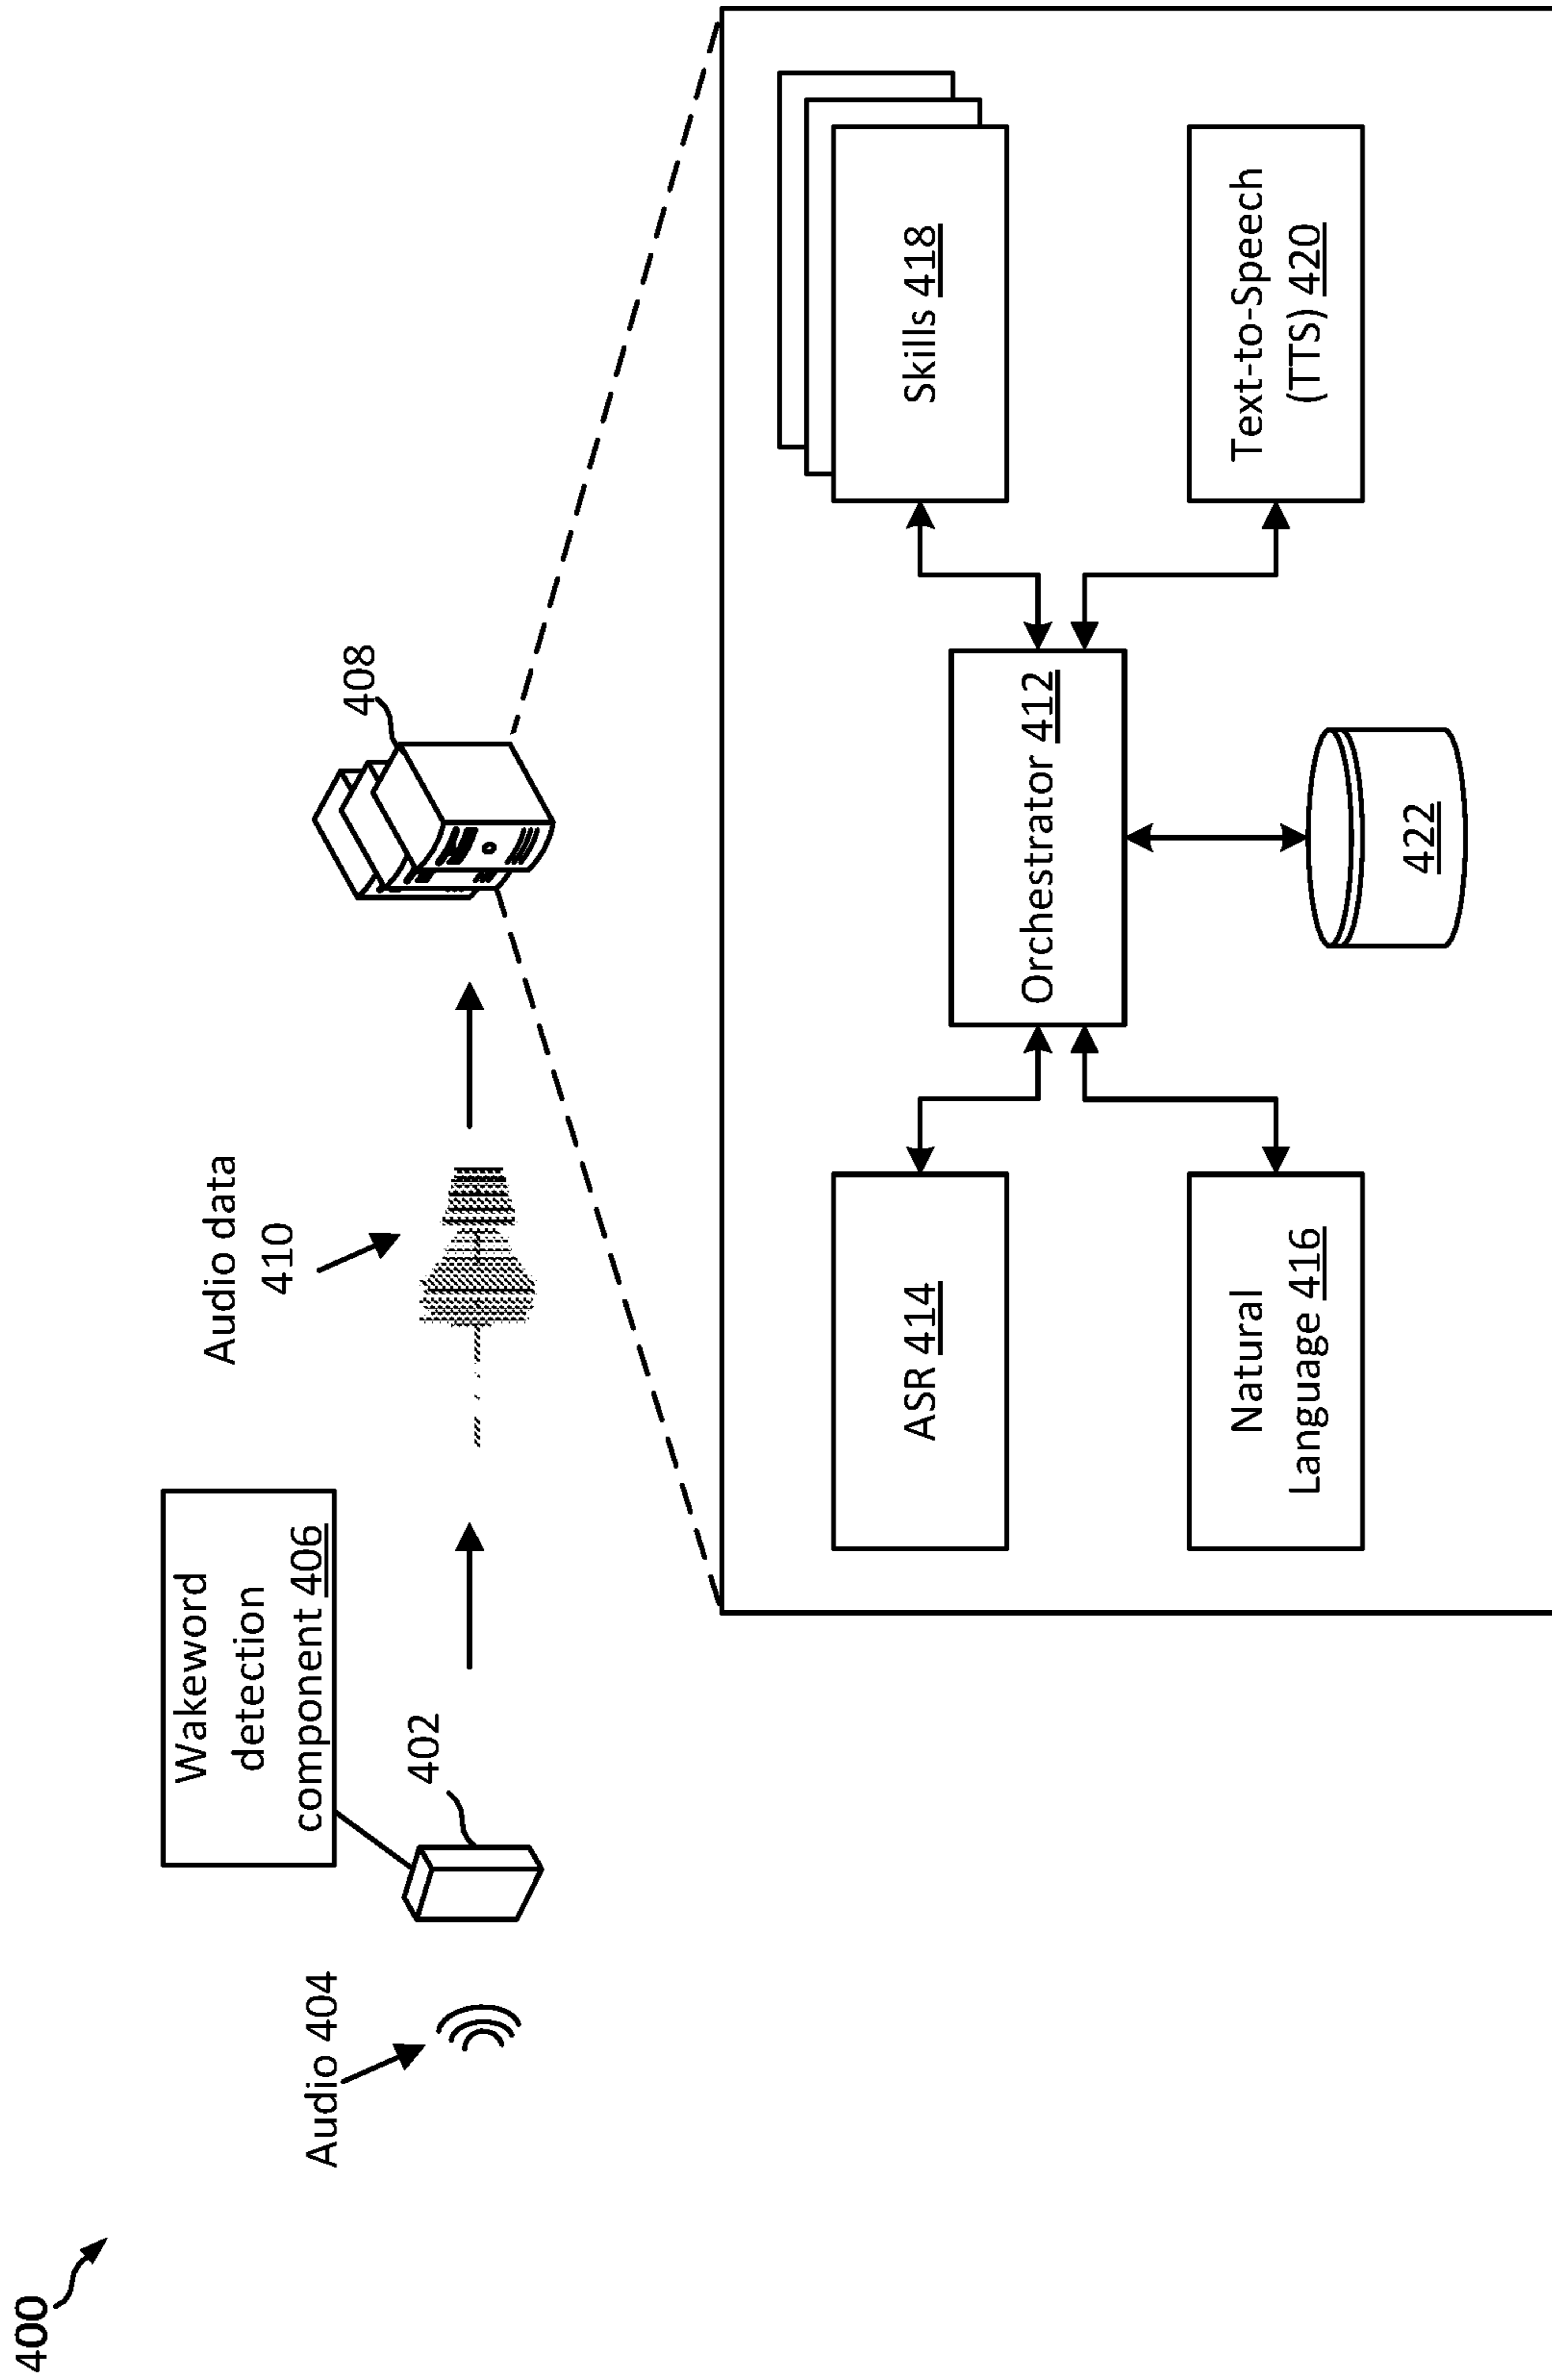 400
Audio 404
Wakeword
detection
component 406
402
Audio data
410
408
ASR 414
Natural
Language 416
Orchestrator 412
422
Skills 418
Text-to-Speech
(TTS) 420